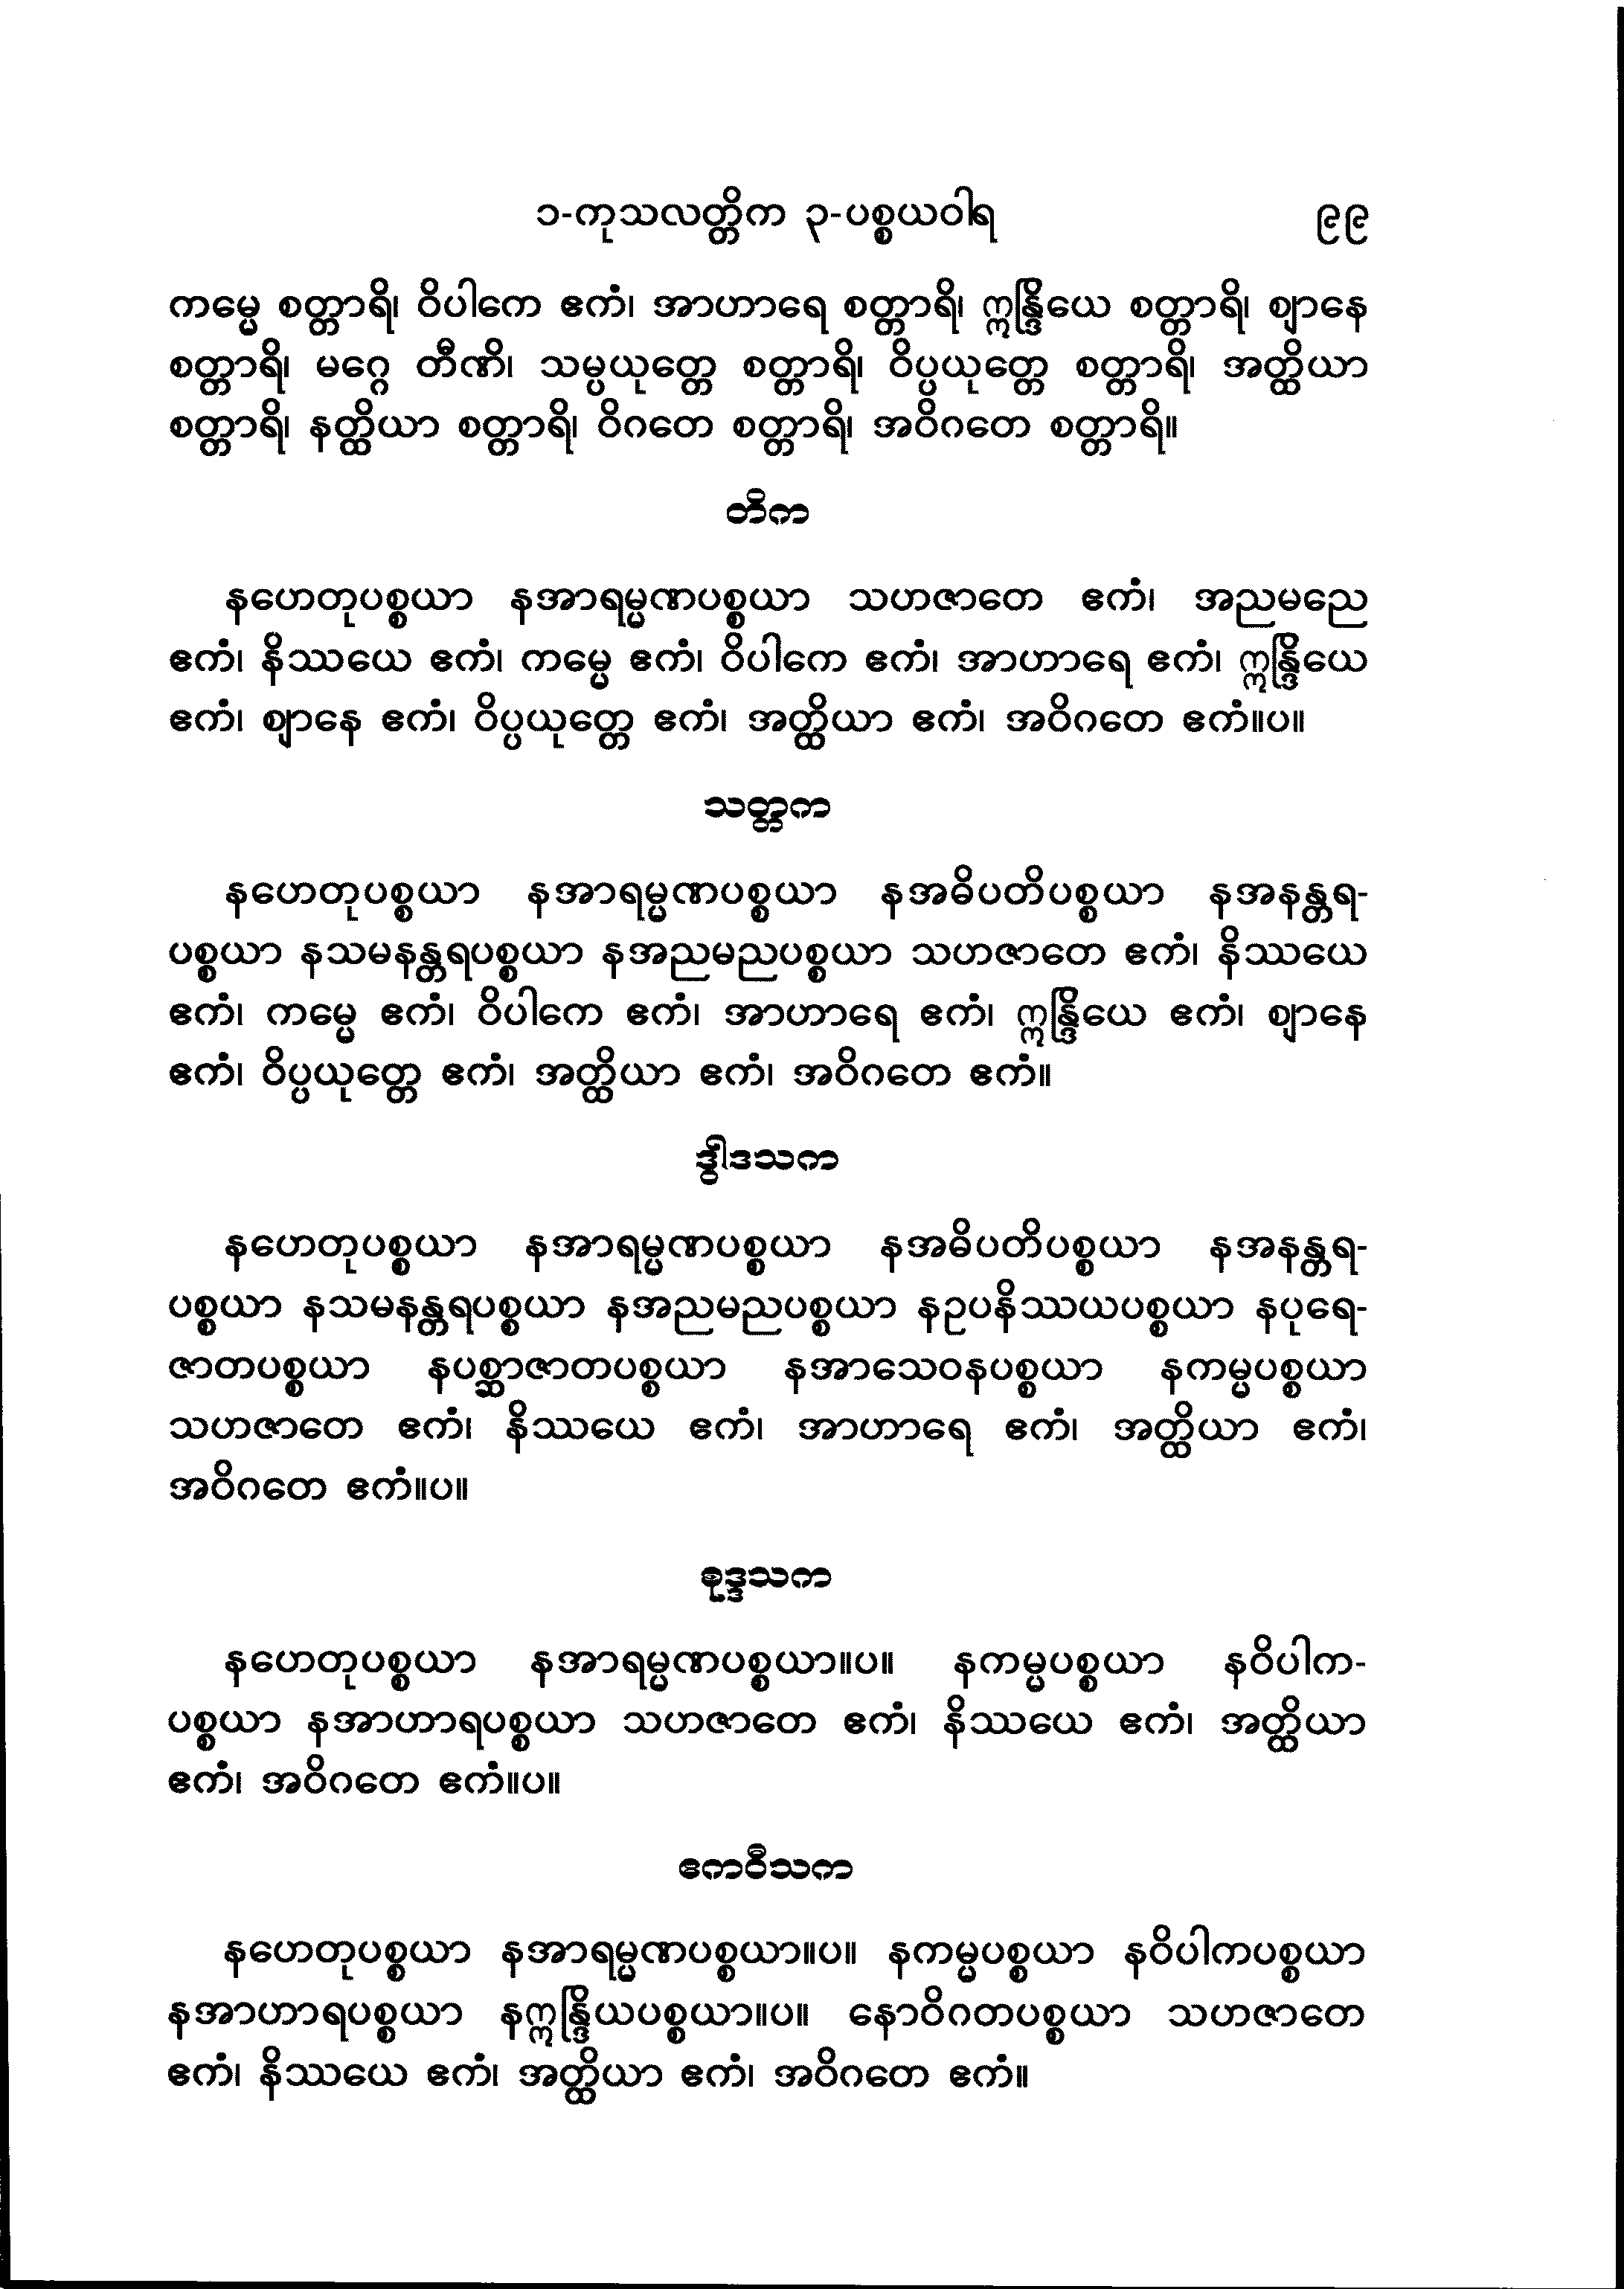 ၁-ကုသလတ္တိက ၃-ပစ္စယဝါရ ၉၉
ကမ္မေ စတ္တာရိ၊ ဝိပါကေ ဧကံ၊ အာဟာရေ စတ္တာရိ၊ ဣန္ဒြိယေ စတ္တာရိ၊ ဈာနေ
စတ္တာရိ၊ မဂ္ဂေ တီဏိ၊ သမ္ပယုတ္တေ စတ္တာရိ၊ ဝိပ္ပယုတ္တေ စတ္တာရိ၊ အတ္ထိယာ
စတ္တာရိ၊ နတ္ထိယာ စတ္တာရိ၊ ဝိဂတေ စတ္တာရိ၊ အဝိဂတေ စတ္တာရိ။
တိက
နဟေတုပစ္စယာ နအာရမ္မဏပစ္စယာ သဟဇာတေ ဧကံ၊ အညမညေ
ဧကံ၊ နိဿယေ ဧကံ၊ ကမ္မေ ဧကံ၊ ဝိပါကေ ဧကံ၊ အာဟာရေ ဧကံ၊ ဣန္ဒြိယေ
ဧကံ၊ ဈာနေ ဧကံ၊ ဝိပ္ပယုတ္တေ ဧကံ၊ အတ္ထိယာ ဧကံ၊ အဝိဂတေ ဧကံ။ပ။
သတ္တက
နဟေတုပစ္စယာ နအာရမ္မဏပစ္စယာ နအဓိပတိပစ္စယာ နအနန္တရ-
ပစ္စယာ နသမနန္တရပစ္စယာ နအညမညပစ္စယာ သဟဇာတေ ဧကံ၊ နိဿယေ
ဧကံ၊ ကမ္မေ ဧကံ၊ ဝိပါကေ ဧကံ၊ အာဟာရေ ဧကံ၊ ဣန္ဒြိယေ ဧကံ၊ ဈာနေ
ဧကံ၊ ဝိပ္ပယုတ္တေ ဧကံ၊ အတ္ထိယာ ဧကံ၊ အဝိဂတေ ဧကံ။
ဒွါဒသက
နဟေတုပစ္စယာ နအာရမ္မဏပစ္စယာ နအဓိပတိပစ္စယာ နအနန္တရ-
ပစ္စယာ နသမနန္တရပစ္စယာ နအညမညပစ္စယာ နဥပနိဿယပစ္စယာ နပုရေ-
ဇာတပစ္စယာ နပစ္ဆာဇာတပစ္စယာ နအာသေဝနပစ္စယာ နကမ္မပစ္စယာ
သဟဇာတေ ဧကံ၊ နိဿယေ ဧကံ၊ အာဟာရေ ဧကံ၊ အတ္ထိယာ ဧကံ၊
အဝိဂတေ ဧကံ။ပ။
စုဒ္ဒသက
နဟေတုပစ္စယာ နအာရမ္မဏပစ္စယာ။ပ။ နကမ္မပစ္စယာ နဝိပါက-
ပစ္စယာ နအာဟာရပစ္စယာ သဟဇာတေ ဧကံ၊ နိဿယေ ဧကံ၊ အတ္ထိယာ
ဧကံ၊ အဝိဂတေ ဧကံ။ပ။
ဧကဝီသက
နဟေတုပစ္စယာ နအာရမ္မဏပစ္စယာ။ပ။ နကမ္မပစ္စယာ နဝိပါကပစ္စယာ
နအာဟာရပစ္စယာ နဣန္ဒြိယပစ္စယာ။ပ။ နောဝိဂတပစ္စယာ သဟဇာတေ
ဧကံ၊ နိဿယေ ဧကံ၊ အတ္ထိယာ ဧကံ၊ အဝိဂတေ ဧကံ။